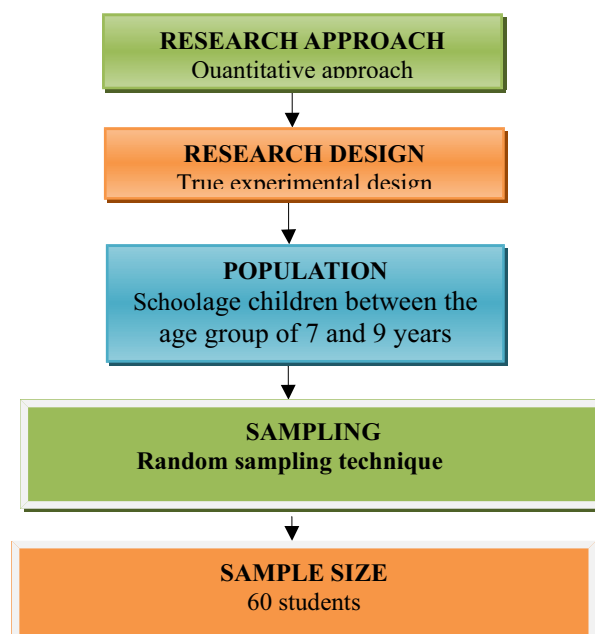 RESEARCH APPROACH
Quantitative approach
RESEARCH DESIGN
True experimental design
POPULATION
Schoolage children between the
age group of 7 and 9 years
SAMPLING
Random sampling technique
SAMPLE SIZE
60 students